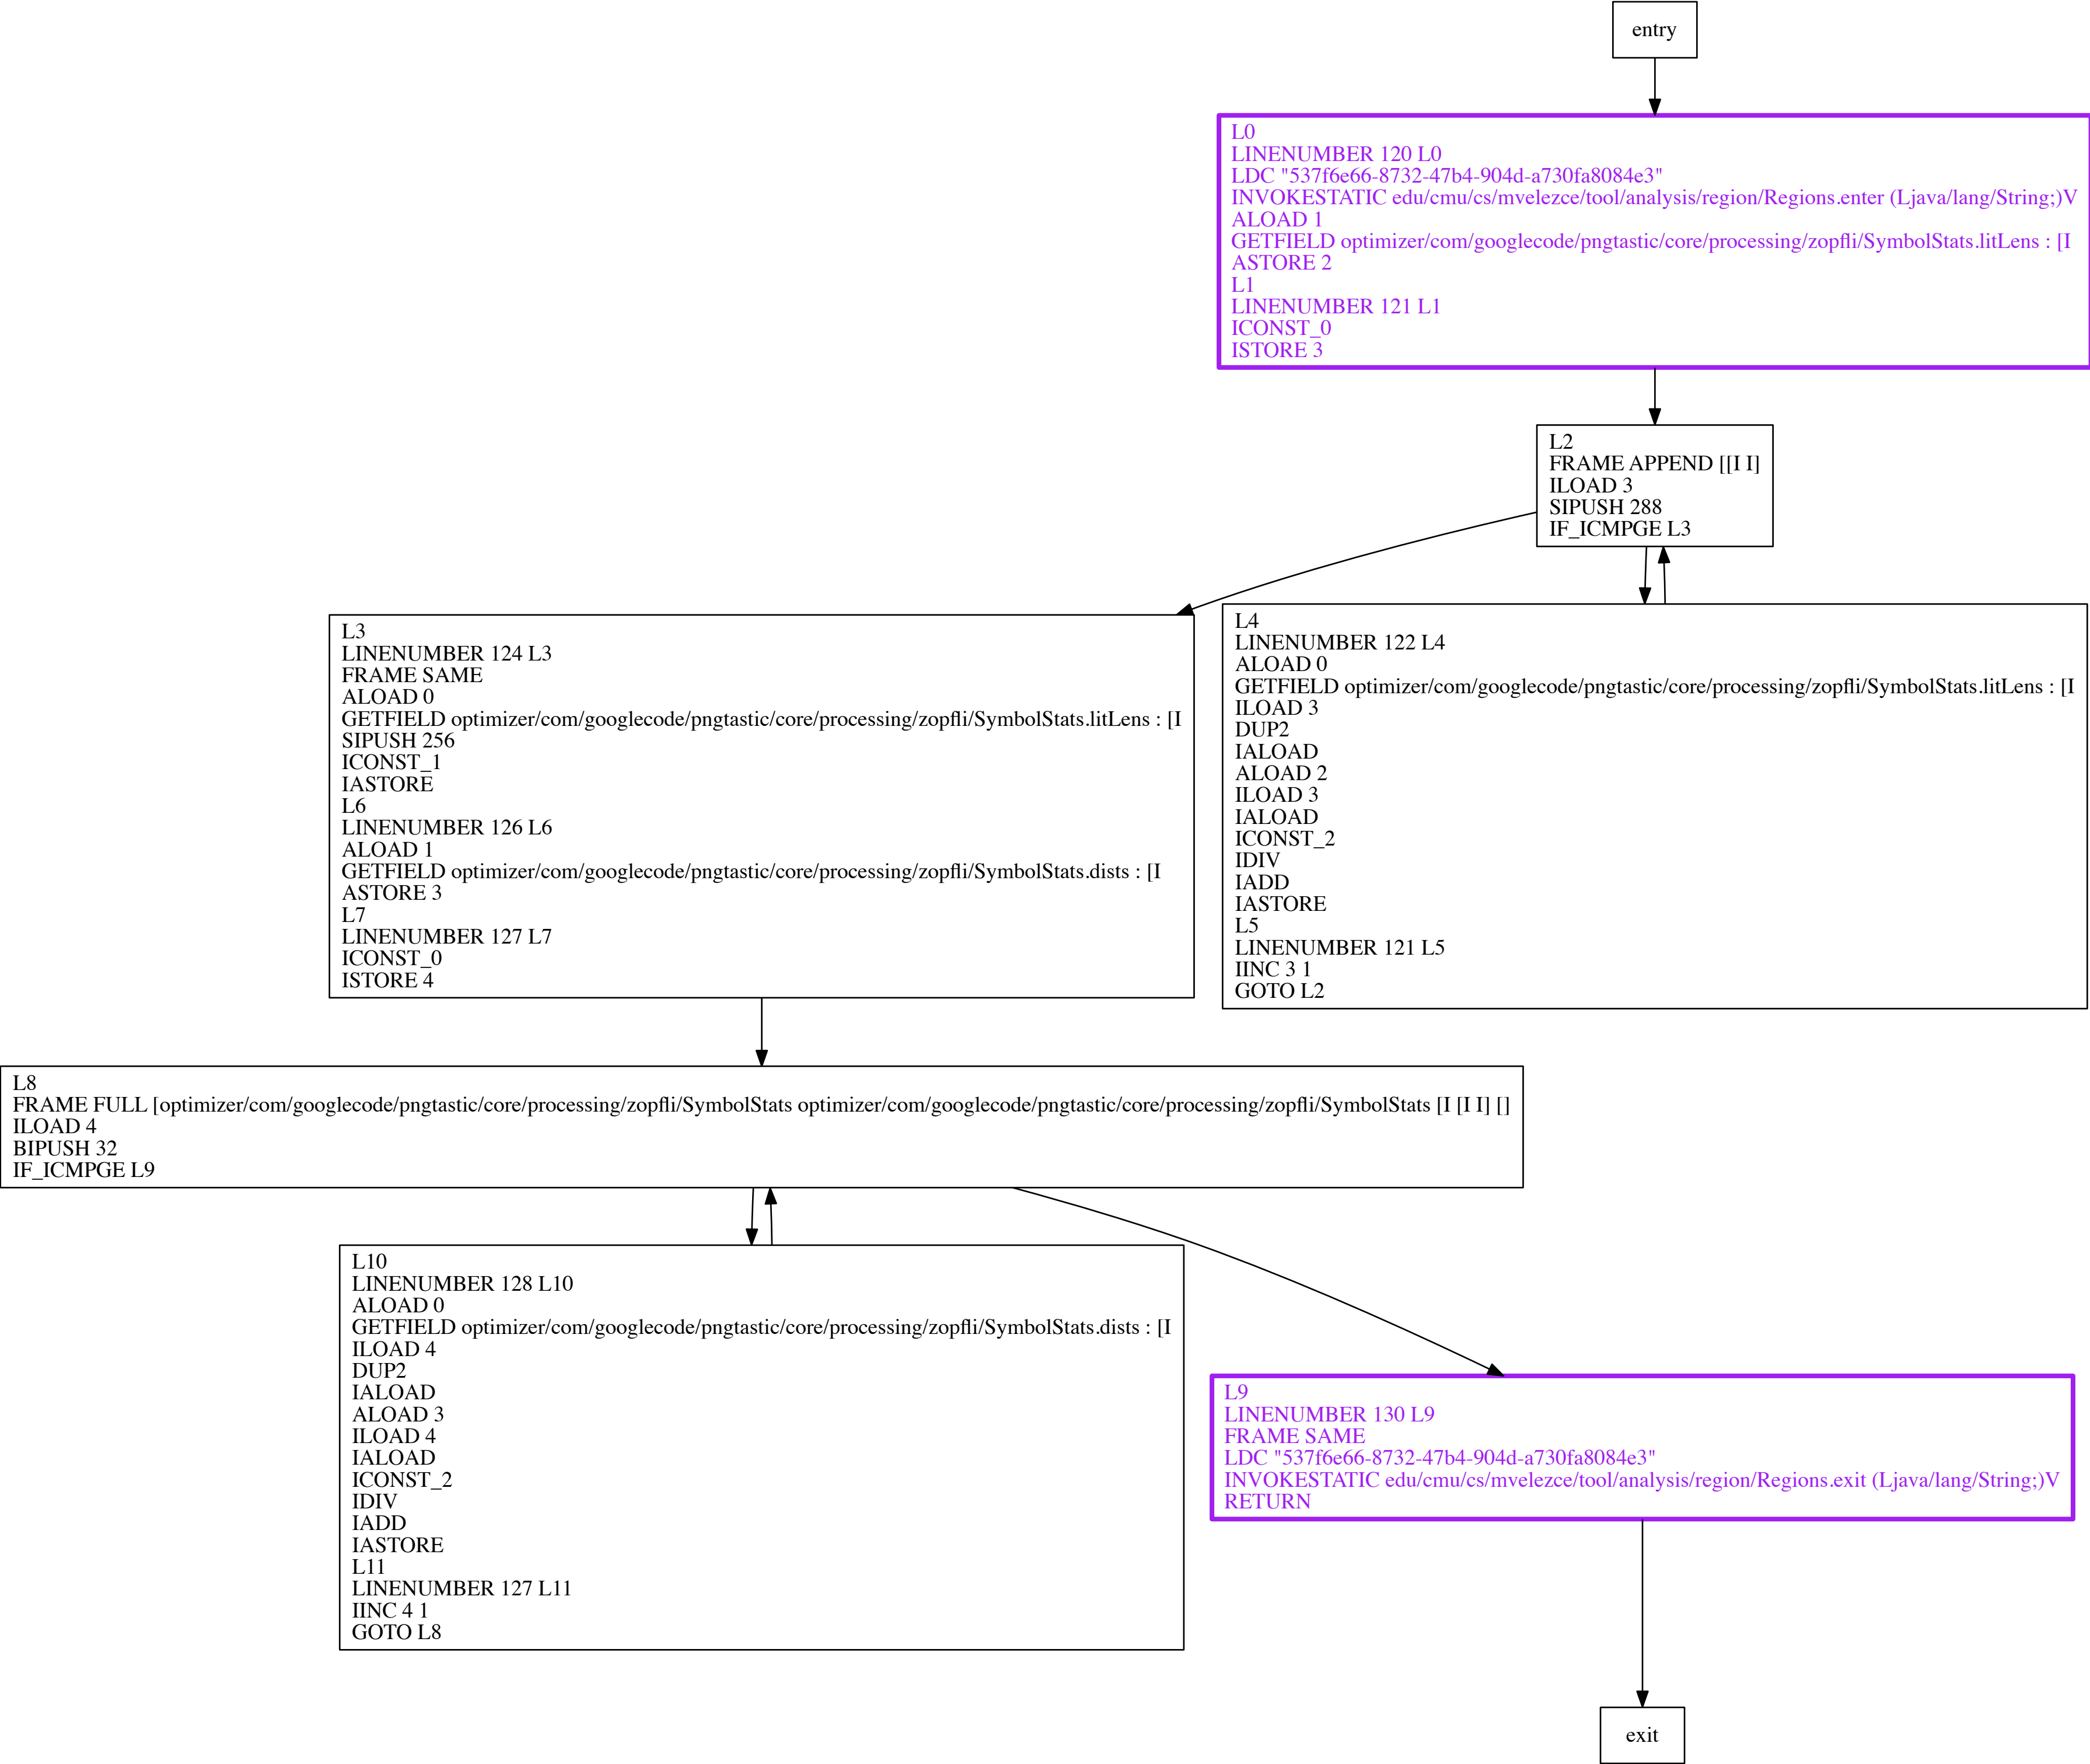 entry
L0
LINENUMBER 120 L0
LDC "537f6e66-8732-47b4-904d-a730fa8084e3"
INVOKESTATIC edu/cmu/cs/mvelezce/tool/analysis/region/Regions.enter (Ljava/lang/String;)V
ALOAD 1
GETFIELD optimizer/com/googlecode/pngtastic/core/processing/zopfli/SymbolStats.litLens : [I
ASTORE 2
L1
LINENUMBER 121 L1
ICONST_0
ISTORE 3
L2
FRAME APPEND [[I I]
ILOAD 3
SIPUSH 288
IF_ICMPGE L3
L3
LINENUMBER 124 L3
FRAME SAME
ALOAD 0
GETFIELD optimizer/com/googlecode/pngtastic/core/processing/zopfli/SymbolStats.litLens : [I
SIPUSH 256
ICONST_1
IASTORE
L6
LINENUMBER 126 L6
ALOAD 1
GETFIELD optimizer/com/googlecode/pngtastic/core/processing/zopfli/SymbolStats.dists : [I
ASTORE 3
L7
LINENUMBER 127 L7
ICONST_0
ISTORE 4
L4
LINENUMBER 122 L4
ALOAD 0
GETFIELD optimizer/com/googlecode/pngtastic/core/processing/zopfli/SymbolStats.litLens : [I
ILOAD 3
DUP2
IALOAD
ALOAD 2
ILOAD 3
IALOAD
ICONST_2
IDIV
IADD
IASTORE
L5
LINENUMBER 121 L5
IINC 3 1
GOTO L2
L8
FRAME FULL [optimizer/com/googlecode/pngtastic/core/processing/zopfli/SymbolStats optimizer/com/googlecode/pngtastic/core/processing/zopfli/SymbolStats [I [I I] []
ILOAD 4
BIPUSH 32
IF_ICMPGE L9
L10
LINENUMBER 128 L10
ALOAD 0
GETFIELD optimizer/com/googlecode/pngtastic/core/processing/zopfli/SymbolStats.dists : [I
ILOAD 4
DUP2
IALOAD
ALOAD 3
ILOAD 4
IALOAD
ICONST_2
IDIV
IADD
IASTORE
L11
LINENUMBER 127 L11
IINC 4 1
GOTO L8
L9
LINENUMBER 130 L9
FRAME SAME
LDC "537f6e66-8732-47b4-904d-a730fa8084e3"
INVOKESTATIC edu/cmu/cs/mvelezce/tool/analysis/region/Regions.exit (Ljava/lang/String;)V
RETURN
exit